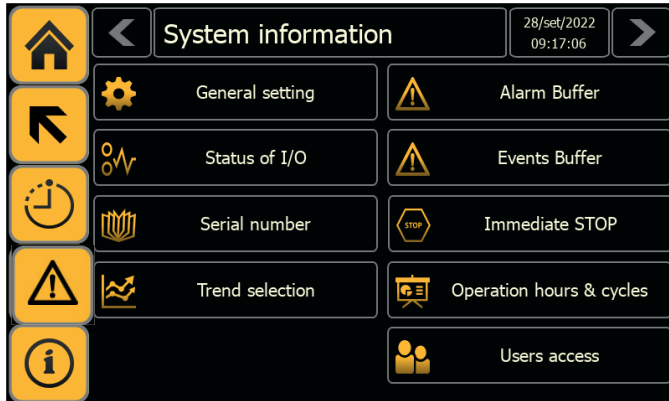 System information
28/set/2022
09:17:06
General setting
Alarm Buffer
Status of I/O
Events Buffer
Serial number
STOP
Immediate STOP
Trend selection
Operation hours & cycles
Users access